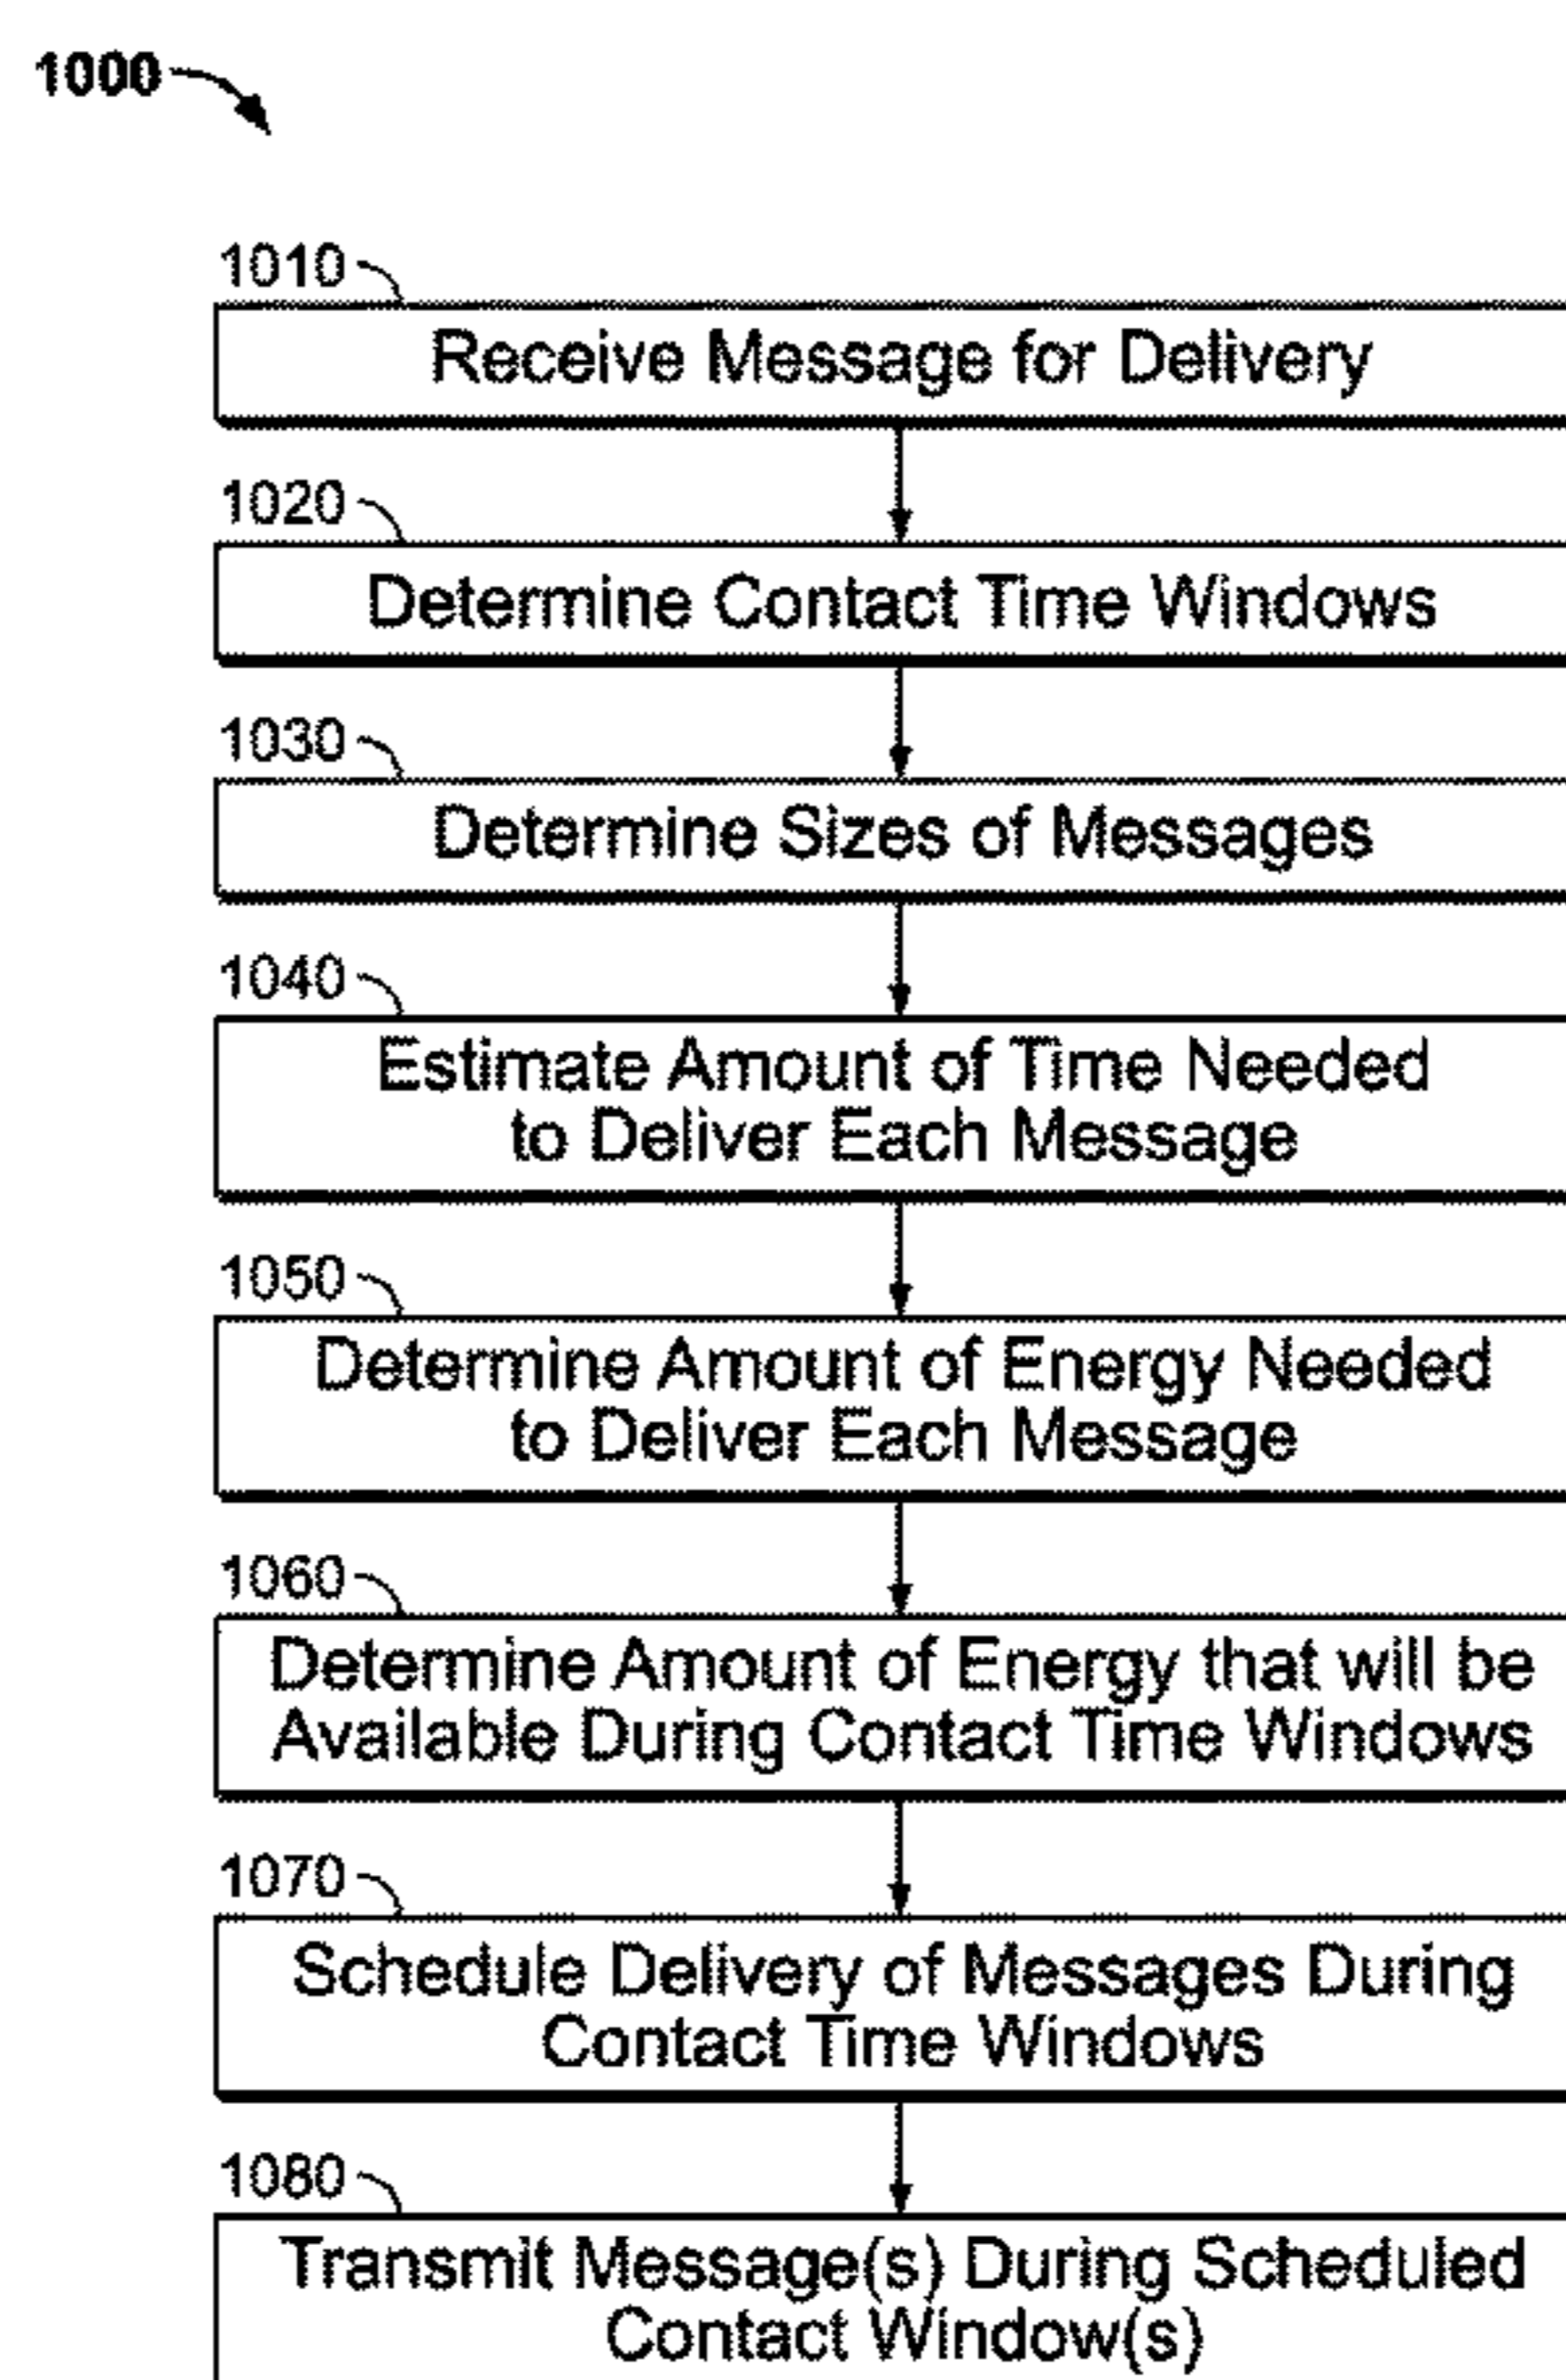 1000
1010
Receive Message for Delivery
1020
Determine Contact Time Windows
1030
Determine Sizes of Messages
1040
Estimate Amount of Time Needed
to Deliver Each Message
1050
Determine Amount of Energy Needed
to Deliver Each Message
1060
Determine Amount of Energy that will be
Available During Contact Time Windows
1070
Schedule Delivery of Messages During
Contact Time Windows
1080
Transmit Message(s) During Scheduled
Contact Window(s)